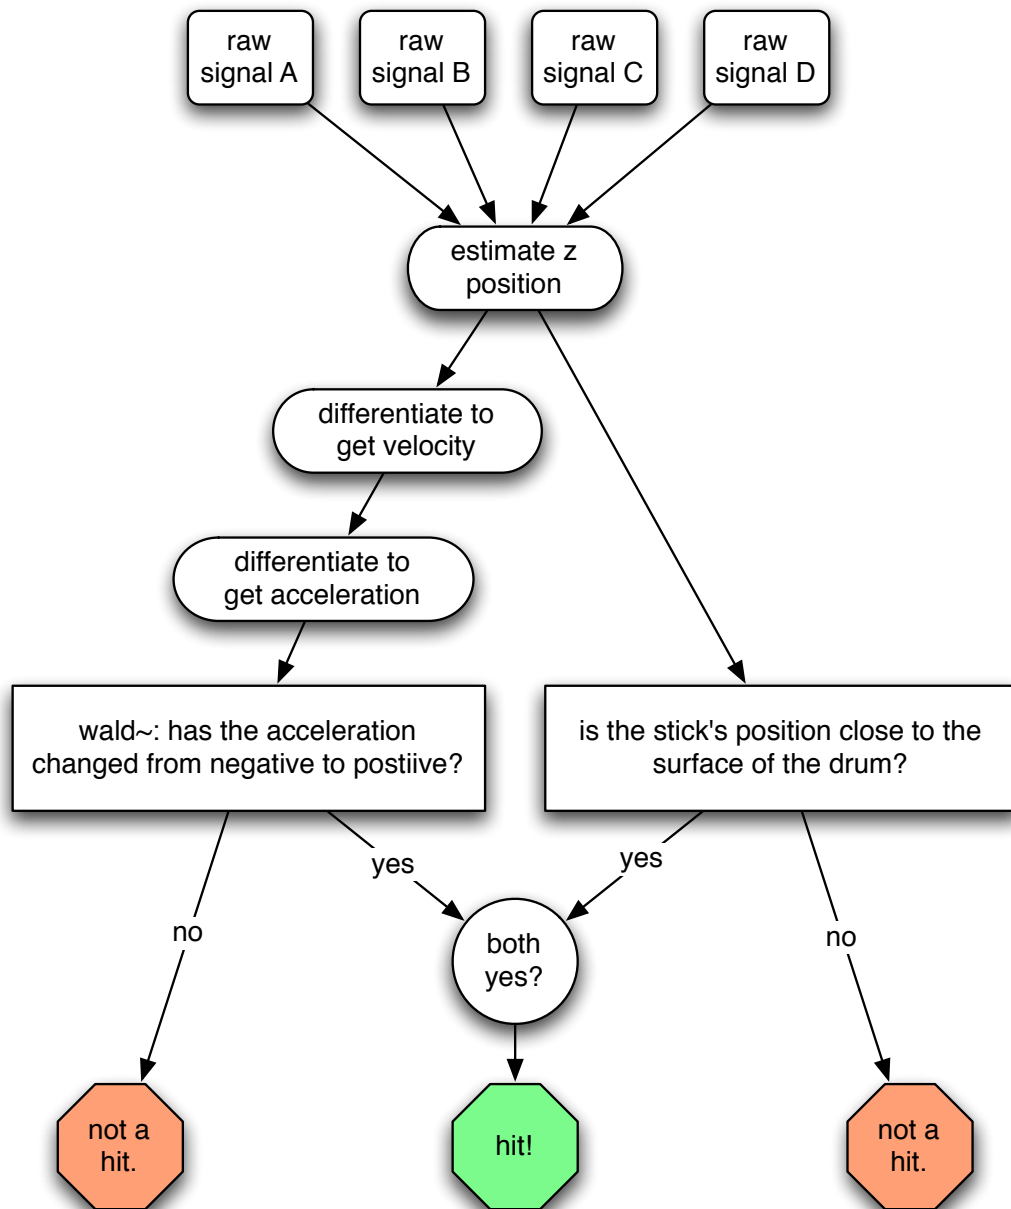 raw
signal A
raw
signal B
raw
signal C
raw
signal D
estimate z
position
differentiate to
get velocity
differentiate to
get acceleration
wald~: has the acceleration
changed from negative to postiive?
is the stick's position close to the
surface of the drum?
yes
yes
no
no
both
yes?
not a
hit.
hit!
not a
hit.